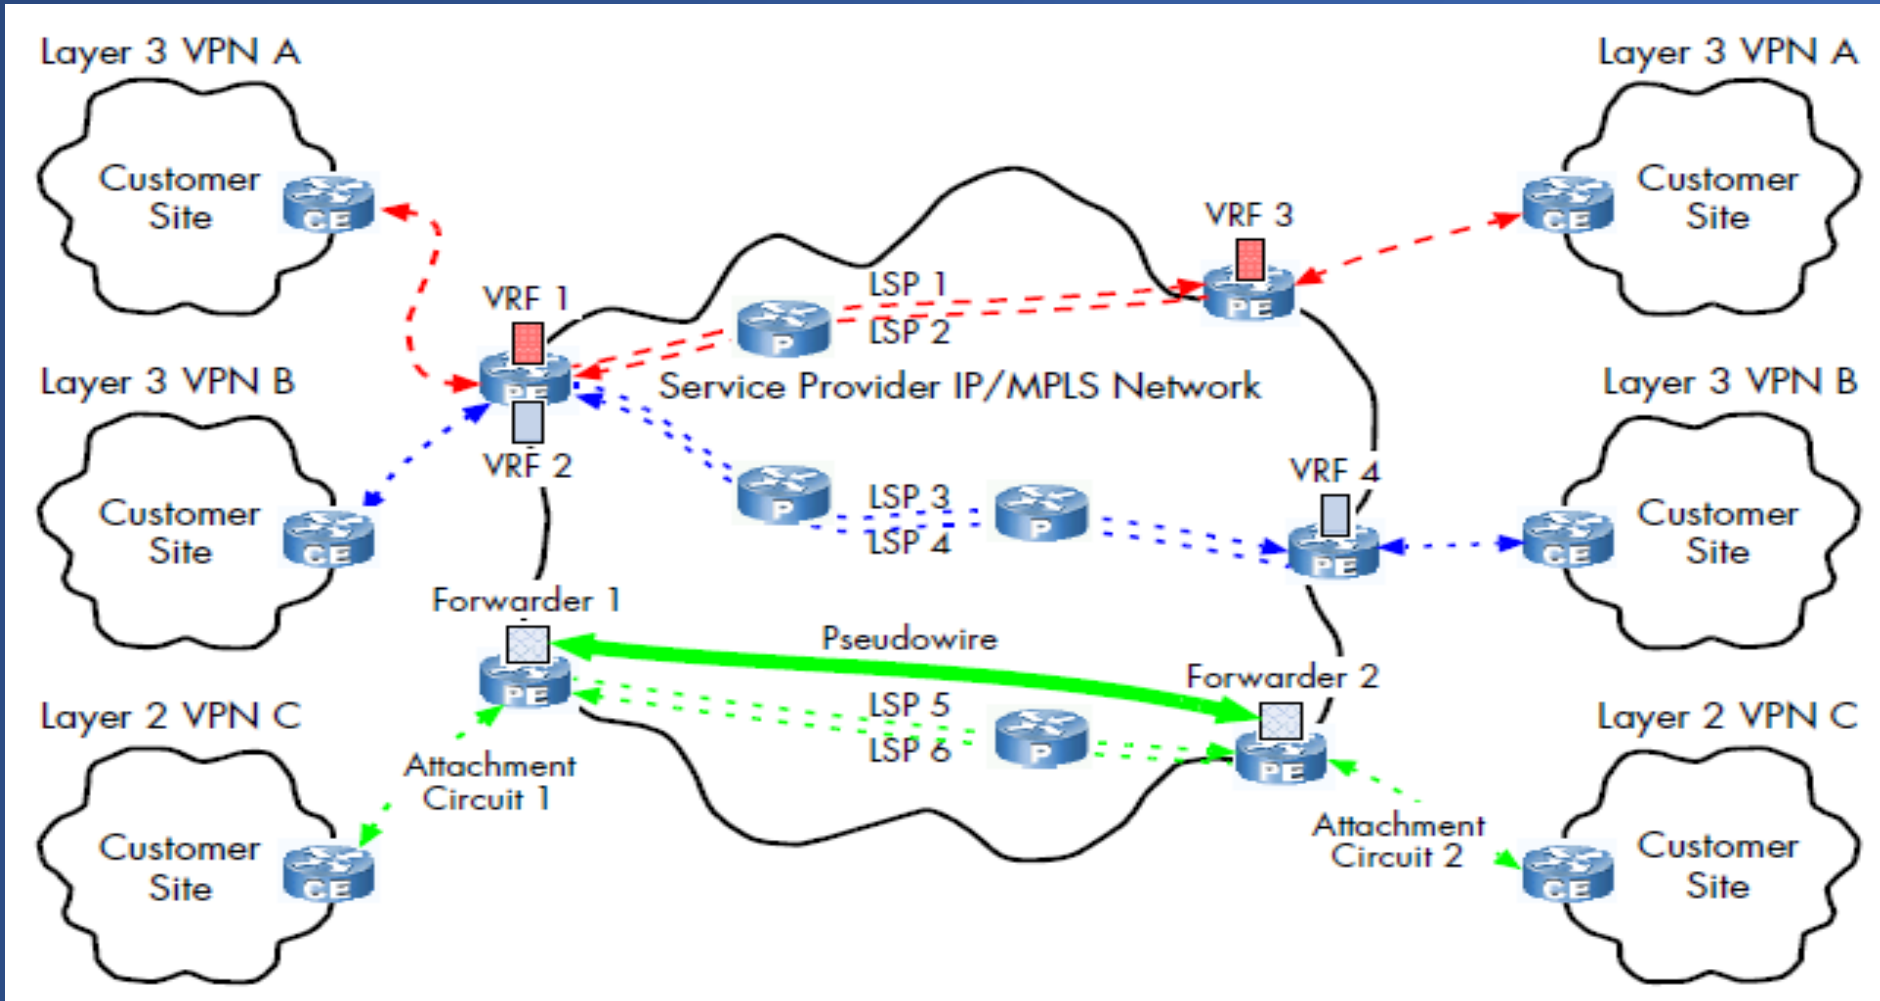 Layer 3 VPN A
Layer 3 VPN A
Customer
Site
CE
CE
Customer
Site
VRF 3
PE
VRF 1
PE
LSP 1
LSP 2
P
Service Provider IP/MPLS Network
Layer 3 VPN B
Layer 3 VPN B
VRF 2
VRF 4
Customer
Site
CE
P
LSP 3
LSP 4
P
PE
CE
Customer
Site
Forwarder 1
PE
Pseudowire
Forwarder 2
PE
LSP 5
LSP 6
P
Layer 2 VPN C
Layer 2 VPN C
Attachment
Circuit 1
Attachment
Circuit 2
Customer
Site
CE
CE
Customer
Site